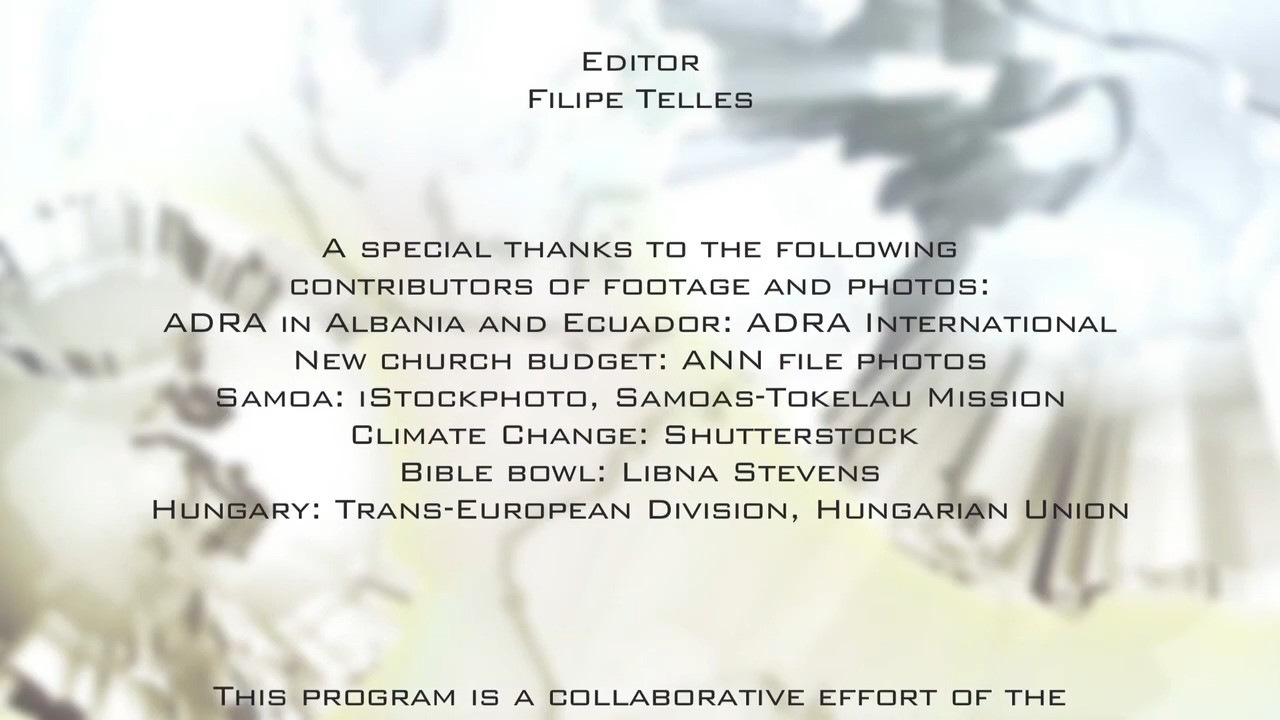 Editor
Filipe Telles
A special thanks to the following
contributors of footage and photos:
ADRA in Albania and Ecuador: ADRA International
New church budget: ANN file photos
Samoa: iStockphoto, Samoas-Tokelau Mission
Climate Change: Shutterstock
Bible bowl: Libna Stevens
Hungary: Trans-European Division, Hungarian Union
This program is a collaborative effort of the